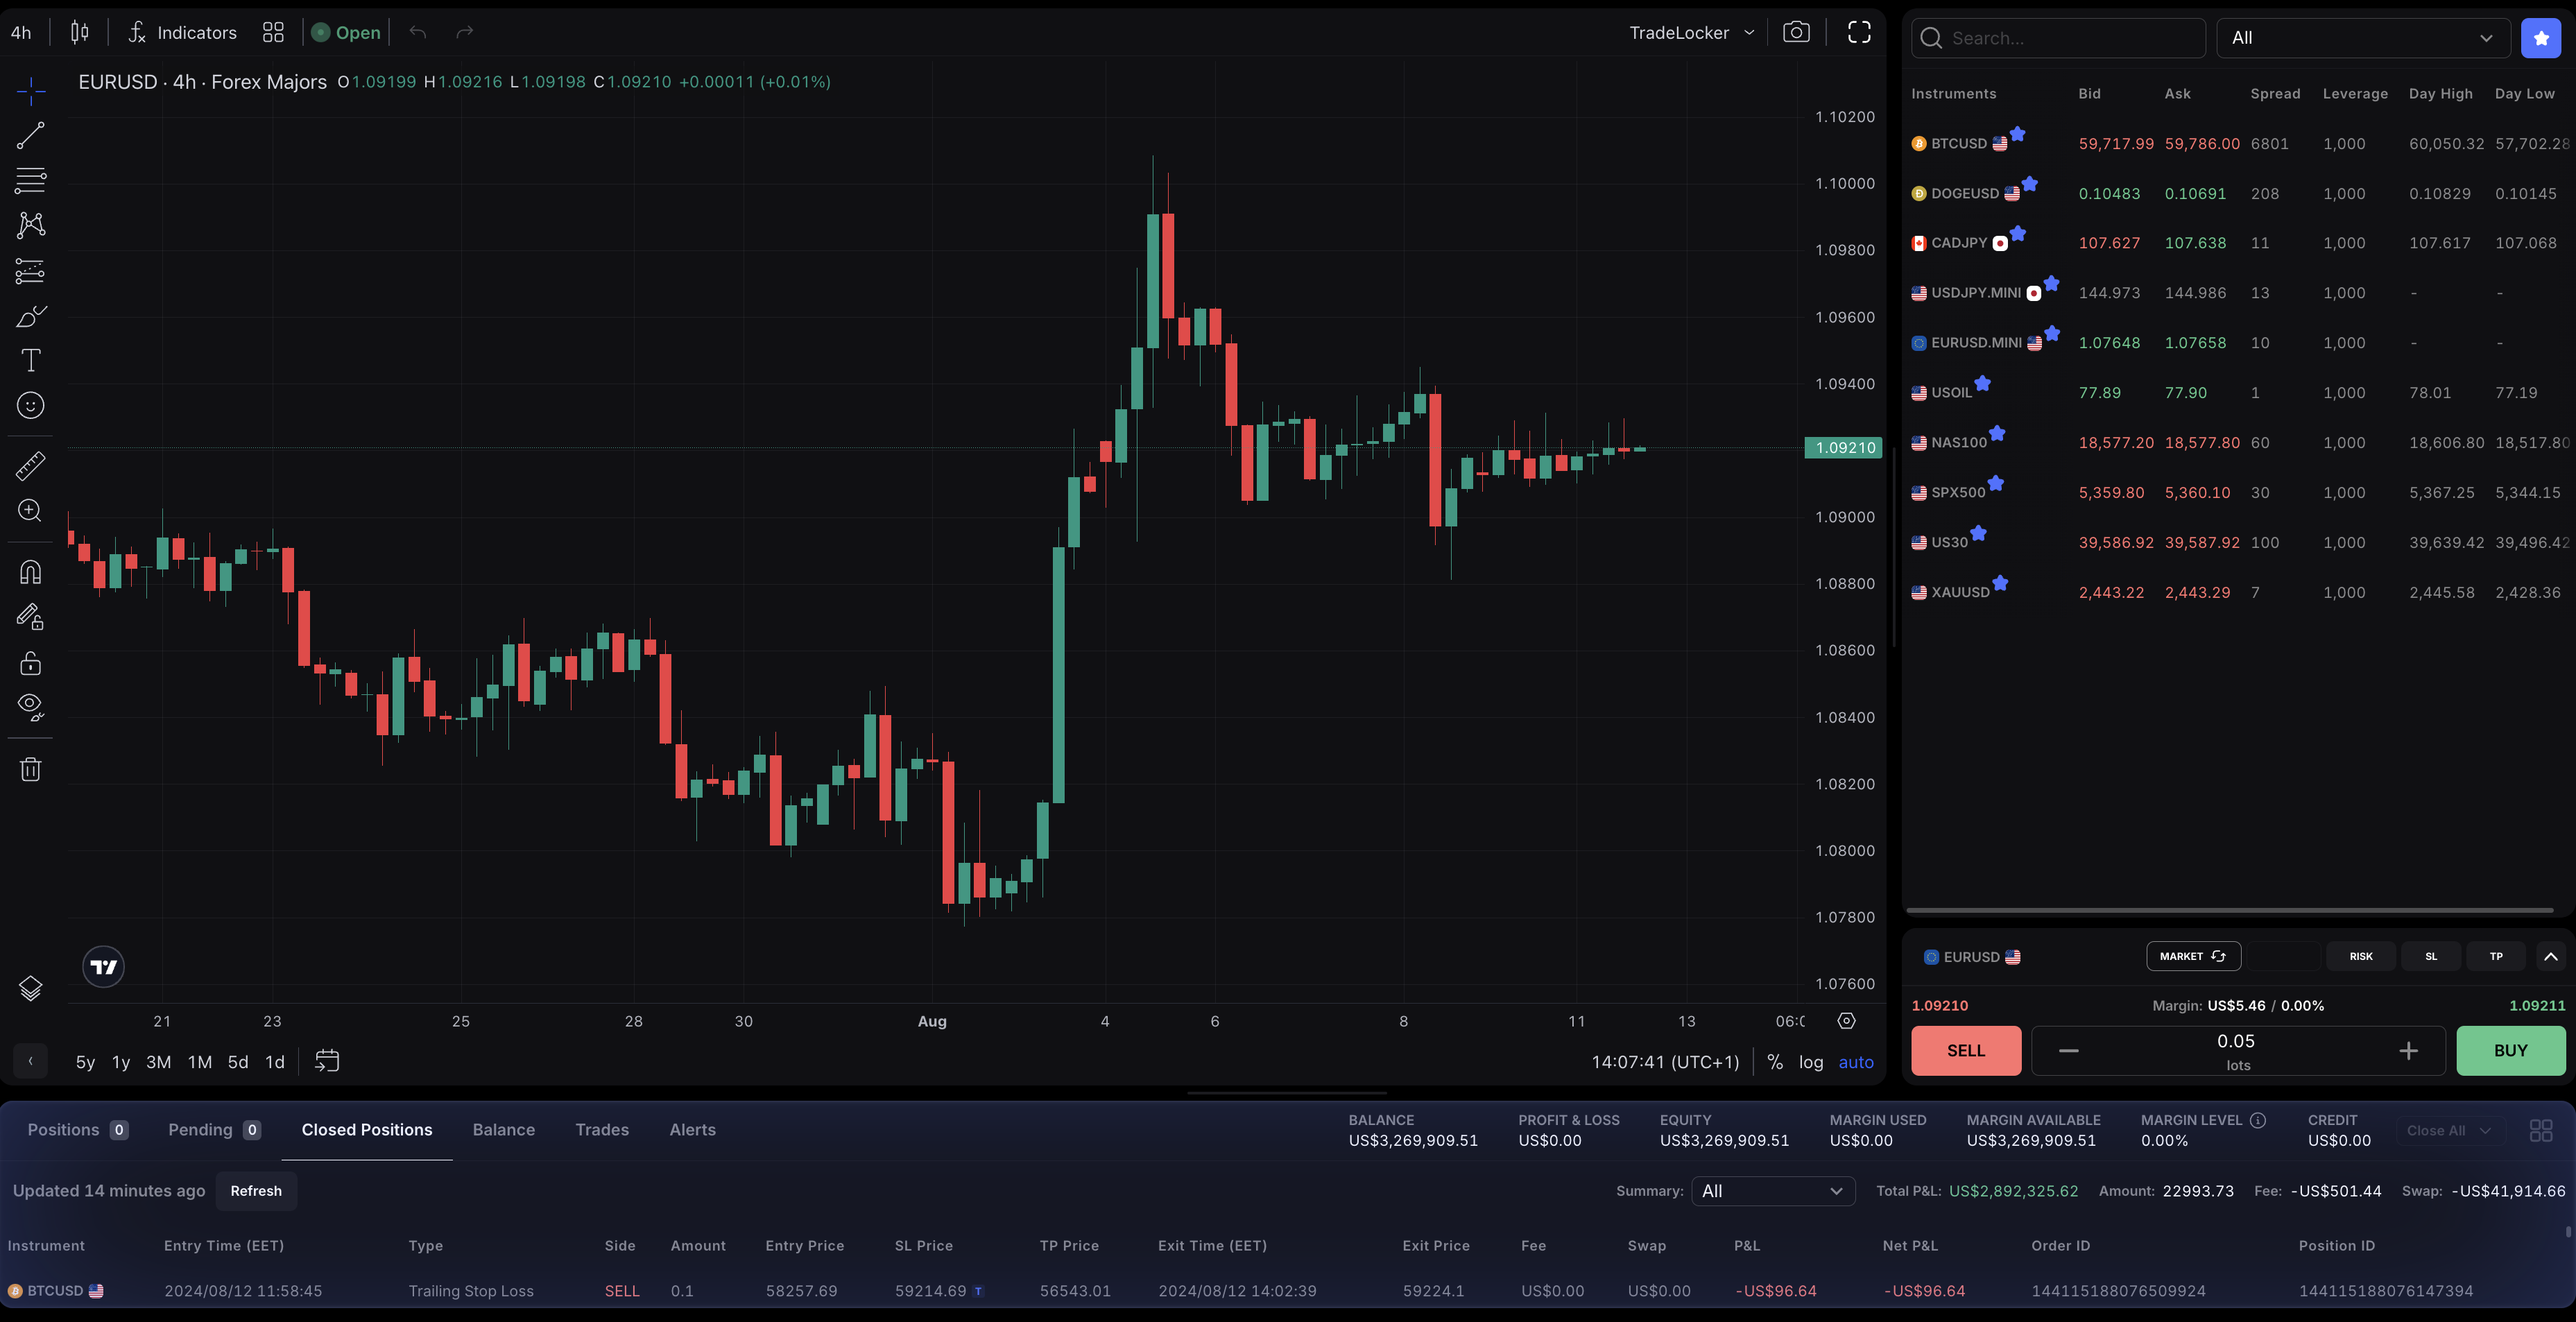 4h Indicators Open TradeLocker
EURUSD · 4h · Forex Majors O1.09199 H1.09216 L1.09198 C1.09210 +0.00011 (+0.01%)
1.10200
1.10000
1.09800
1.09600
1.09400
1.09210
1.09000
1.08800
1.08600
1.08400
1.08200
1.08000
1.07800
1.07600
21 23 25 28 30 Aug 4 6 8 11 13 06:0
5y 1y 3M 1M 5d 1d 14:07:41 (UTC+1) % log auto
Search... All
Instruments Bid Ask Spread Leverage Day High Day Low
BTCUSD 59,717.99 59,786.00 6801 1,000 60,050.32 57,702.28
DOGEUSD 0.10483 0.10691 208 1,000 0.10829 0.10145
CADJPY 107.627 107.638 11 1,000 107.617 107.068
USDJPY.MINI 144.973 144.986 13 1,000 - -
EURUSD.MINI 1.07648 1.07658 10 1,000 - -
USOIL 77.89 77.90 1 1,000 78.01 77.19
NAS100 18,577.20 18,577.80 60 1,000 18,606.80 18,517.80
SPX500 5,359.80 5,360.10 30 1,000 5,367.25 5,344.15
US30 39,586.92 39,587.92 100 1,000 39,639.42 39,496.42
XAUUSD 2,443.22 2,443.29 7 1,000 2,445.58 2,428.36
EURUSD MARKET RISK SL TP
1.09210 Margin: US$5.46 / 0.00% 1.09211
SELL 0.05 BUY
lots
Positions 0 Pending 0 Closed Positions Balance Trades Alerts
BALANCE PROFIT & LOSS EQUITY MARGIN USED MARGIN AVAILABLE MARGIN LEVEL CREDIT Close All
US$3,269,909.51 US$0.00 US$3,269,909.51 US$0.00 US$3,269,909.51 0.00% US$0.00
Updated 14 minutes ago Refresh Summary: All Total P&L: US$2,892,325.62 Amount: 22993.73 Fee: -US$501.44 Swap: -US$41,914.66
Instrument Entry Time (EET) Type Side Amount Entry Price SL Price TP Price Exit Time (EET) Exit Price Fee Swap P&L Net P&L Order ID Position ID
BTCUSD 2024/08/12 11:58:45 Trailing Stop Loss SELL 0.1 58257.69 59214.69 T 56543.01 2024/08/12 14:02:39 59224.1 US$0.00 US$0.00 -US$96.64 -US$96.64 144115188076509924 144115188076147394